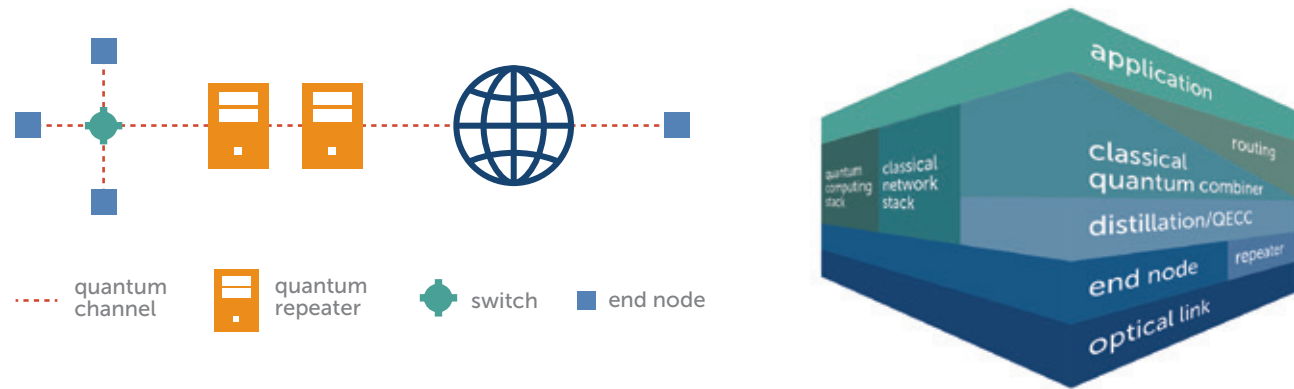 quantum
channel
quantum
repeater
switch
end node
application
routing
quantum
computing
stack
classical
network
stack
classical
quantum combiner
distillation/QECC
end node
repeater
optical link